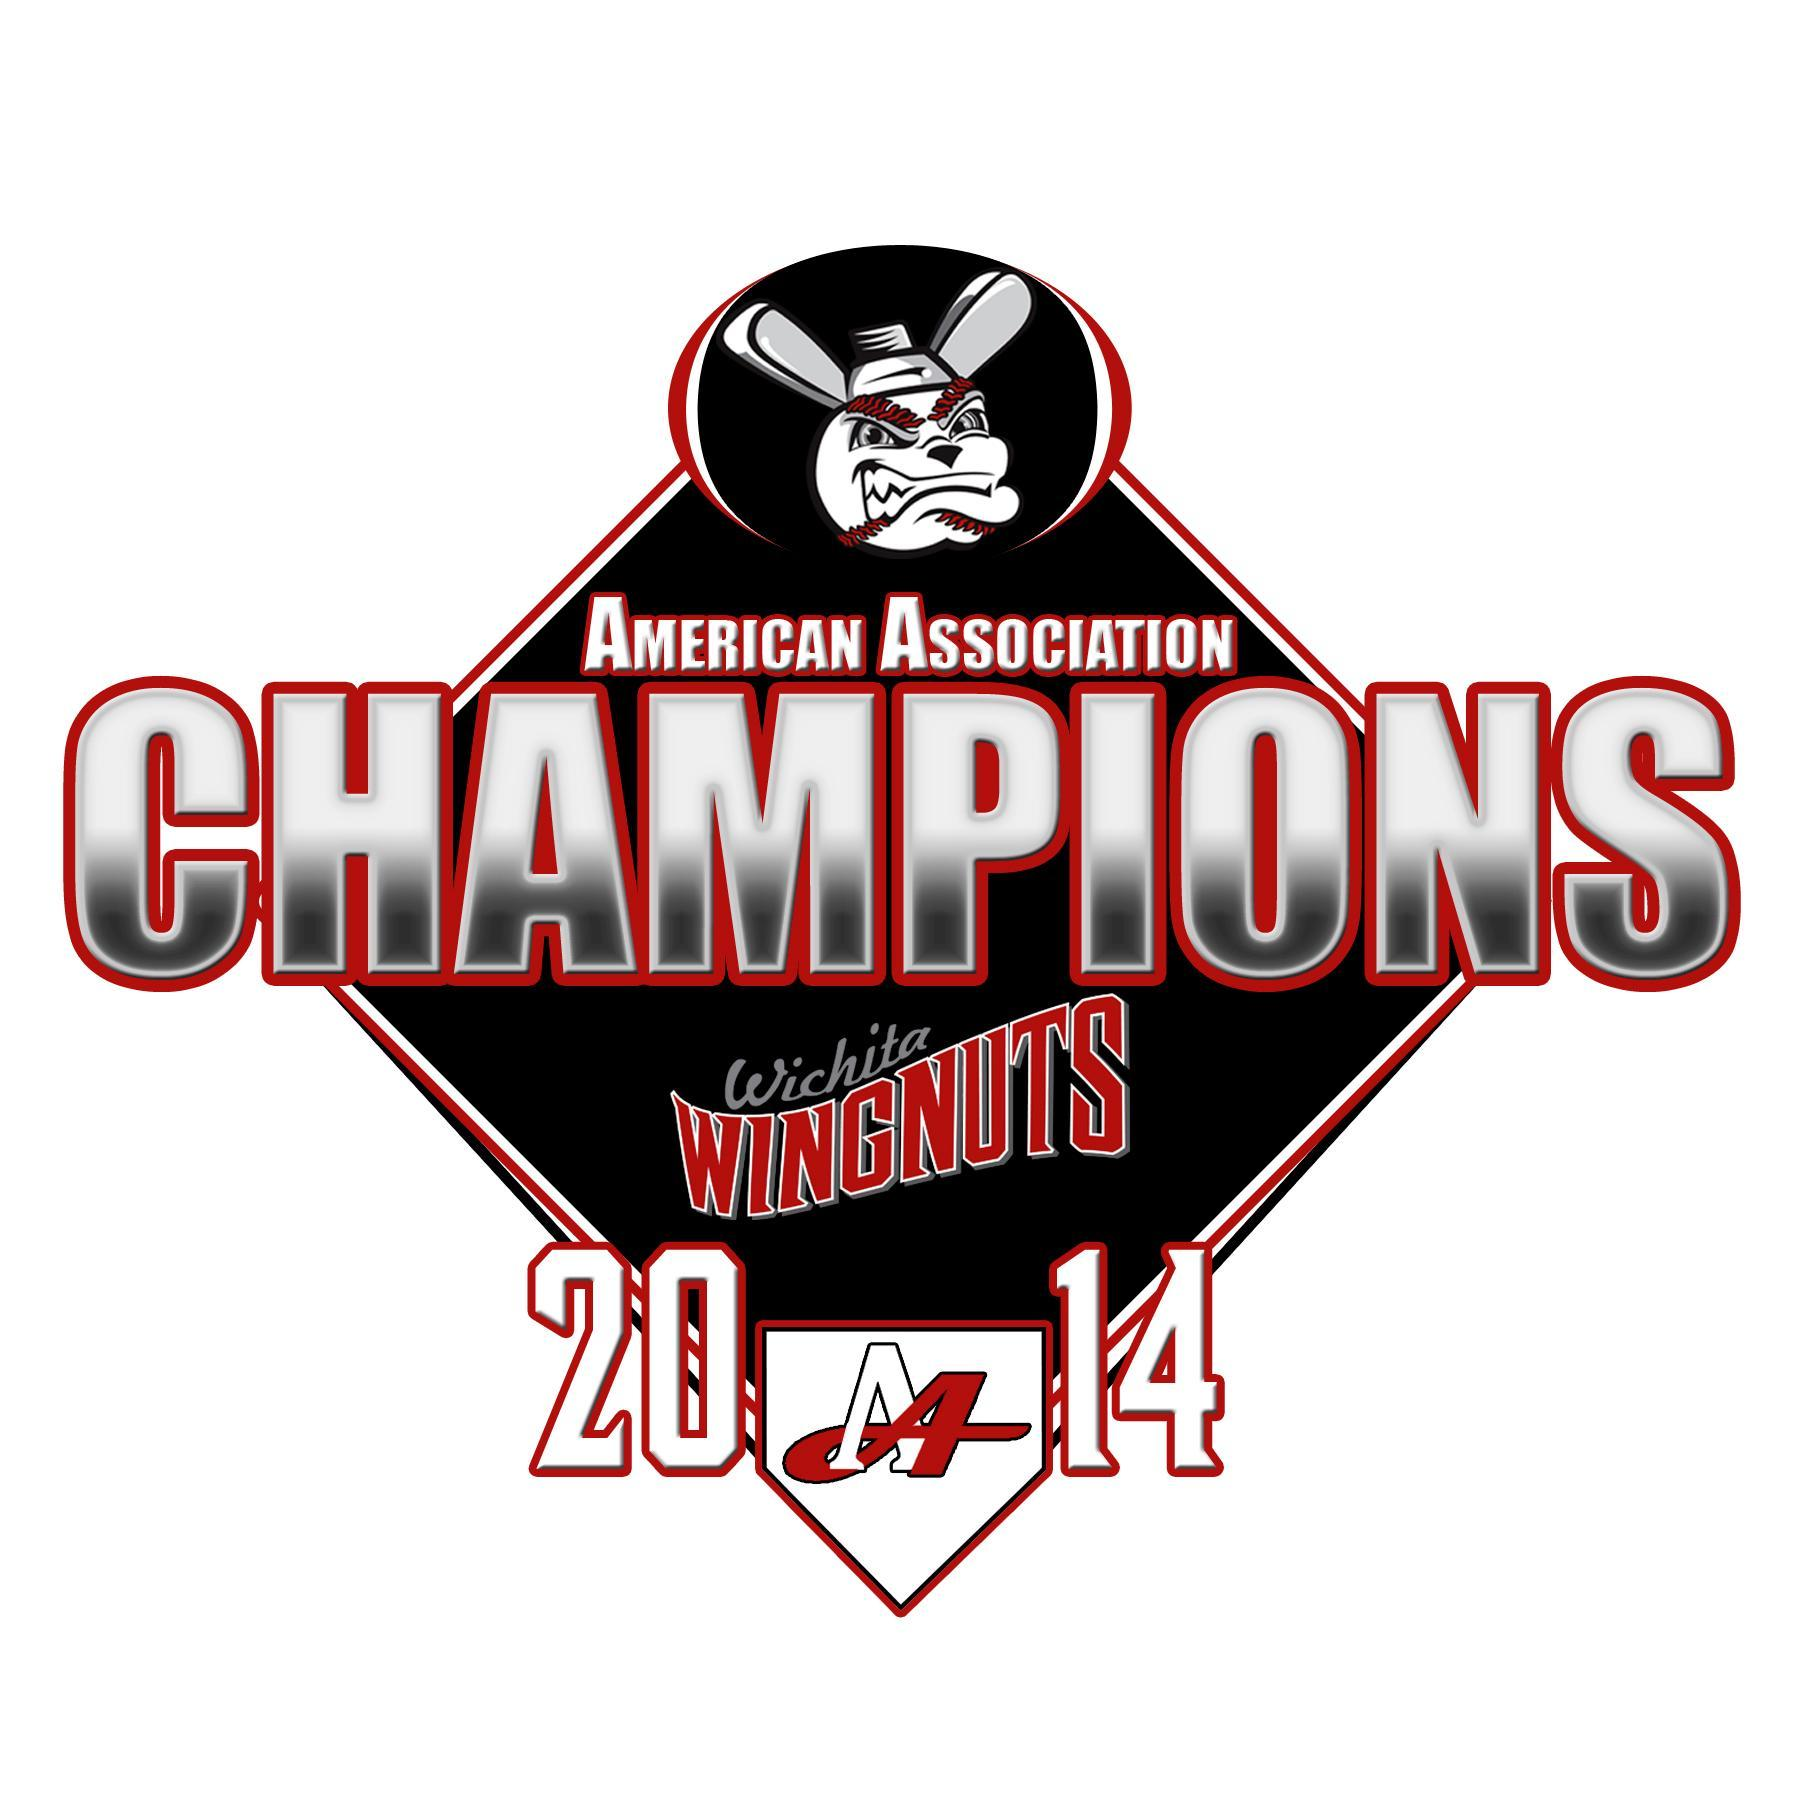 AMERICAN ASSOCIATION
CHAMPIONS
Wichita
WINGNUTS
20 14
AA